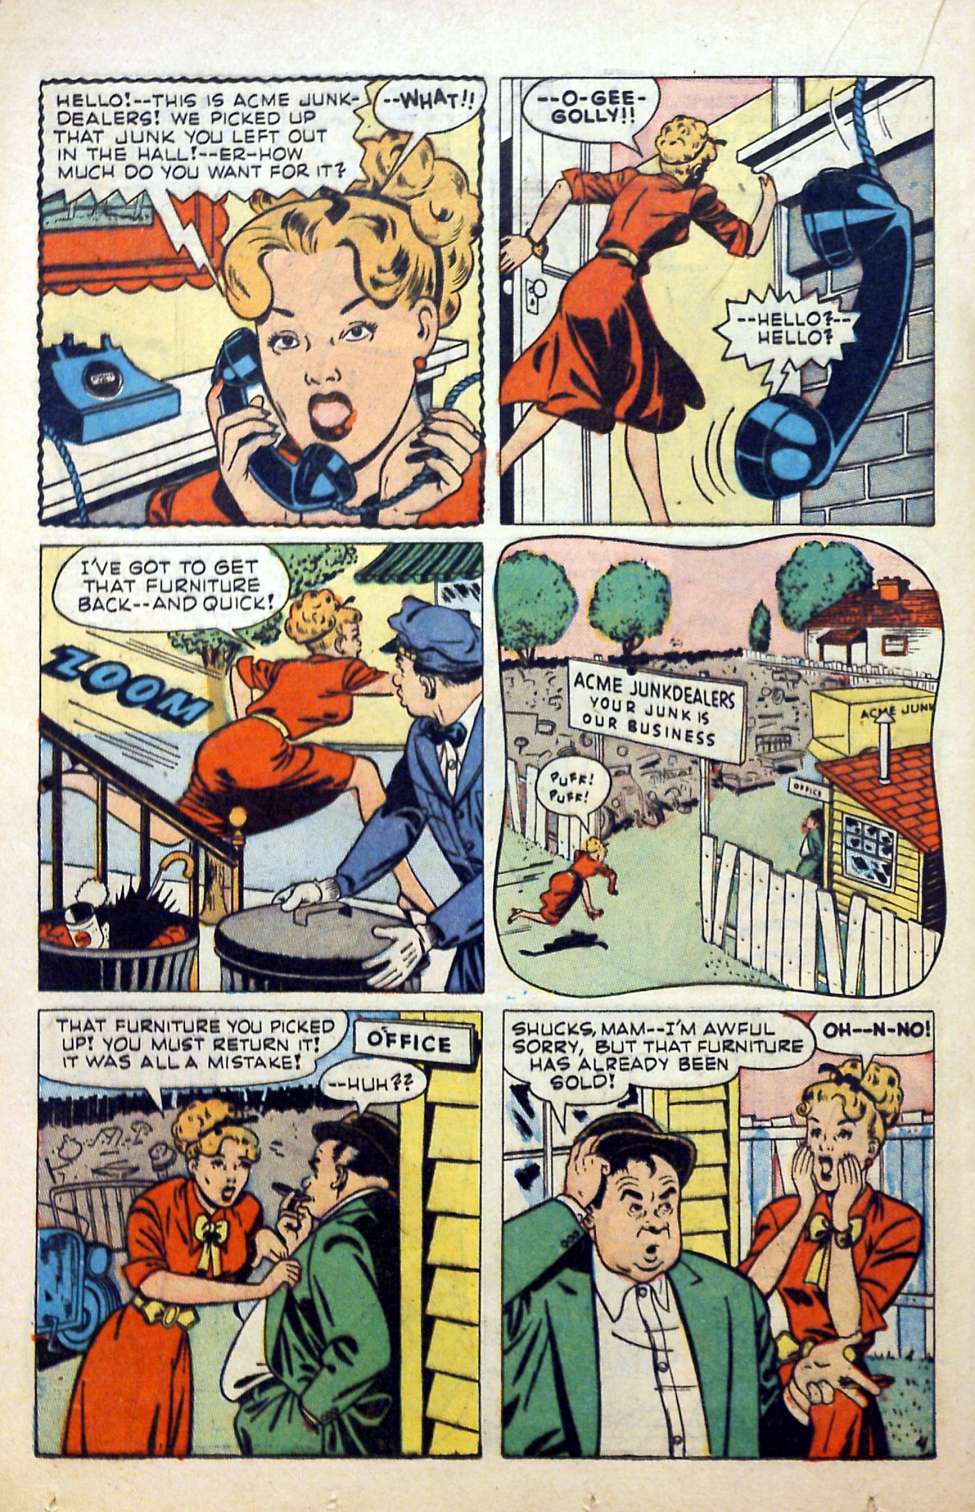 HELLO!--THIS IS ACME JUNK-
DEALERS! WE PICKED UP
THAT JUNK YOU LEFT OUT
IN THE HALL!--ER-HOW
MUCH DO YOU WANT FOR IT?
--WHAT!!
--O-GEE-
GOLLY!!
--HELLO?--
HELLO?
I'VE GOT TO GET
THAT FURNITURE
BACK--AND QUICK!
ZOOM
ACME JUNKDEALERS
YOUR JUNK IS
OUR BUSINESS
ACME JUNK
OFFICE
PUFF!
PUFF!
THAT FURNITURE YOU PICKED
UP! YOU MUST RETURN IT!
IT WAS ALL A MISTAKE!
OFFICE
--HUH??
SHUCKS, MAM--I'M AWFUL
SORRY, BUT THAT FURNITURE
HAS ALREADY BEEN
SOLD!
OH--N-NO!
4